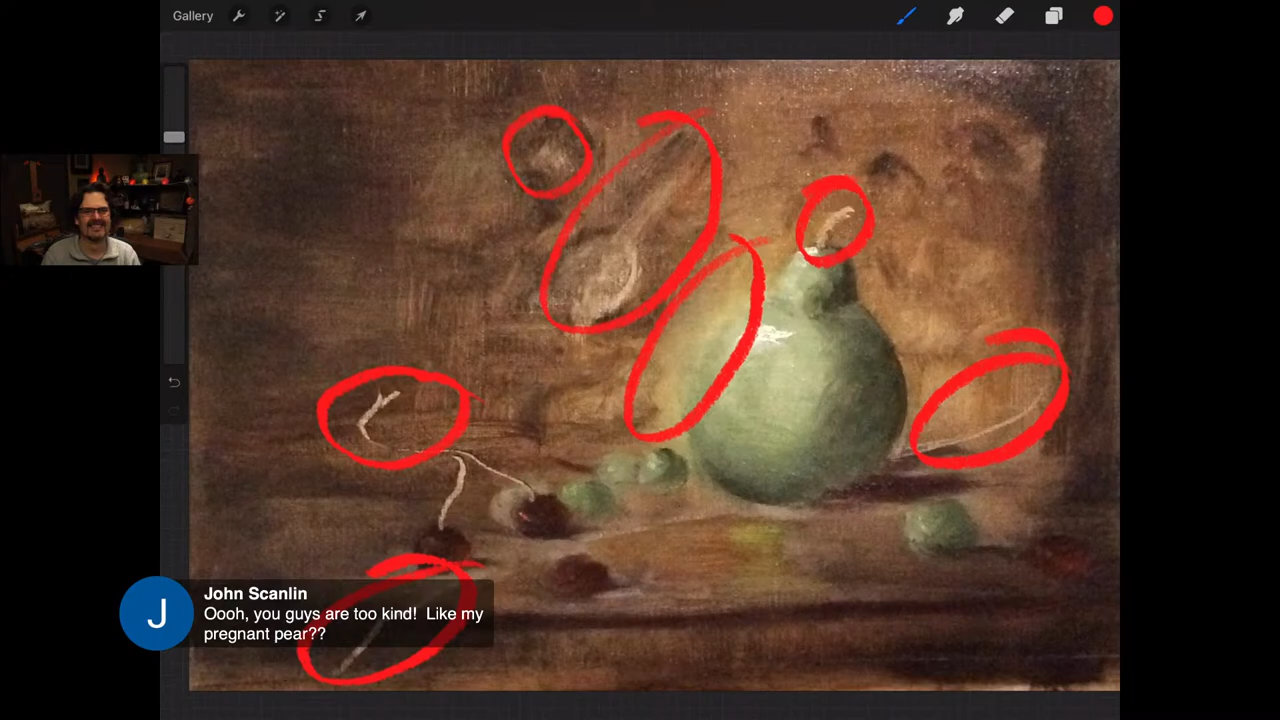 Gallery
John Scanlin
Oooh, you guys are too kind!  Like my
pregnant pear??
J